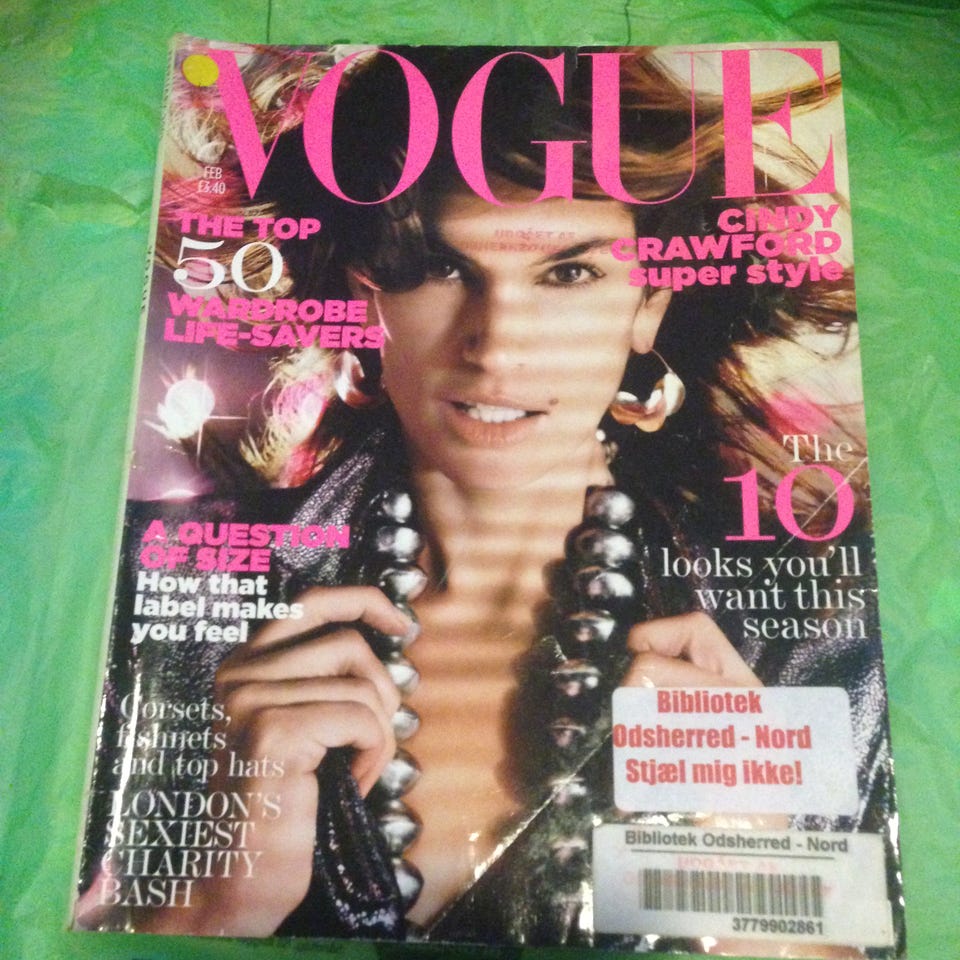 VOGUE
FEB
£3.40
THE TOP
50
WARDROBE
LIFE-SAVERS
CINDY
CRAWFORD
super style
The
10
looks you'll
want this
season
A QUESTION
OF SIZE
How that
label makes
you feel
Corsets,
fishnets
and top hats
LONDON'S
SEXIEST
CHARITY
BASH
Bibliotek
Odsherred - Nord
Stjæl mig ikke!
Bibliotek Odsherred - Nord
3779902861